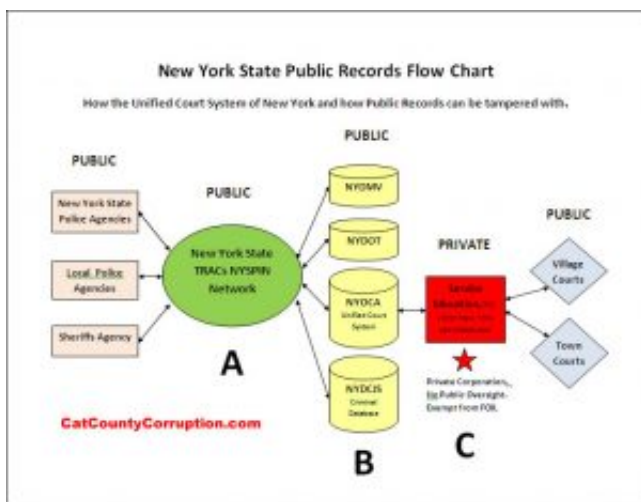 New York State Public Records Flow Chart
How the Unified Court System of New York and how Public Records can be tampered with.
PUBLIC
New York State
Police Agencies
Local Police
Agencies
Sheriffs Agency
PUBLIC
New York State
TRACs NYSPIN
Network
A
PUBLIC
NYDMV
NYDOT
NYOCA
Unified Court
System
NYDCJS
Criminal
Database
B
PRIVATE
Private Corporation,
No Public Oversight.
Exempt from FOIL
C
PUBLIC
Village
Courts
Town
Courts
CatCountyCorruption.com